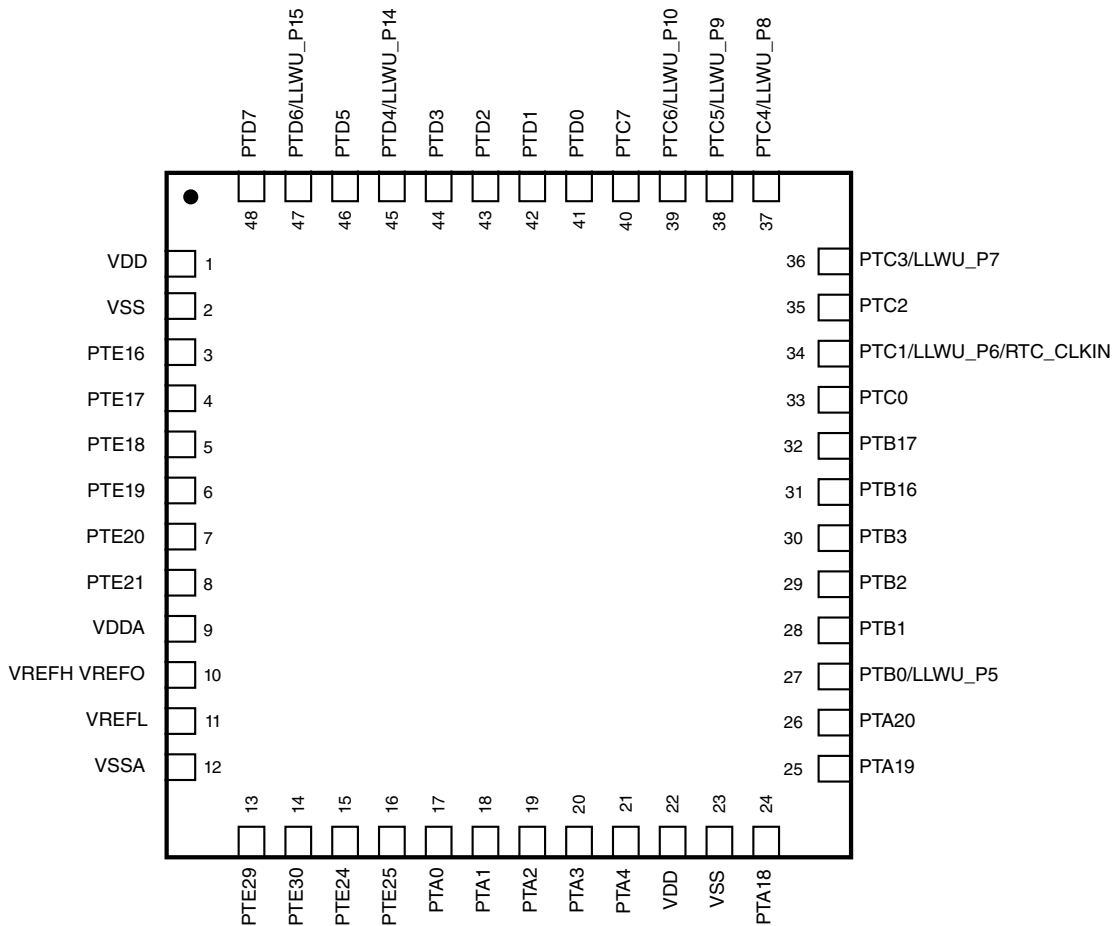 PTD7
PTD6/LLWU_P15
PTD5
PTD4/LLWU_P14
PTD3
PTD2
PTD1
PTD0
PTC7
PTC6/LLWU_P10
PTC5/LLWU_P9
PTC4/LLWU_P8
48
47
46
45
44
43
42
41
40
39
38
37
VDD 1
VSS 2
PTE16 3
PTE17 4
PTE18 5
PTE19 6
PTE20 7
PTE21 8
VDDA 9
VREFH VREFO 10
VREFL 11
VSSA 12
36 PTC3/LLWU_P7
35 PTC2
34 PTC1/LLWU_P6/RTC_CLKIN
33 PTC0
32 PTB17
31 PTB16
30 PTB3
29 PTB2
28 PTB1
27 PTB0/LLWU_P5
26 PTA20
25 PTA19
13
14
15
16
17
18
19
20
21
22
23
24
PTE29
PTE30
PTE24
PTE25
PTA0
PTA1
PTA2
PTA3
PTA4
VDD
VSS
PTA18